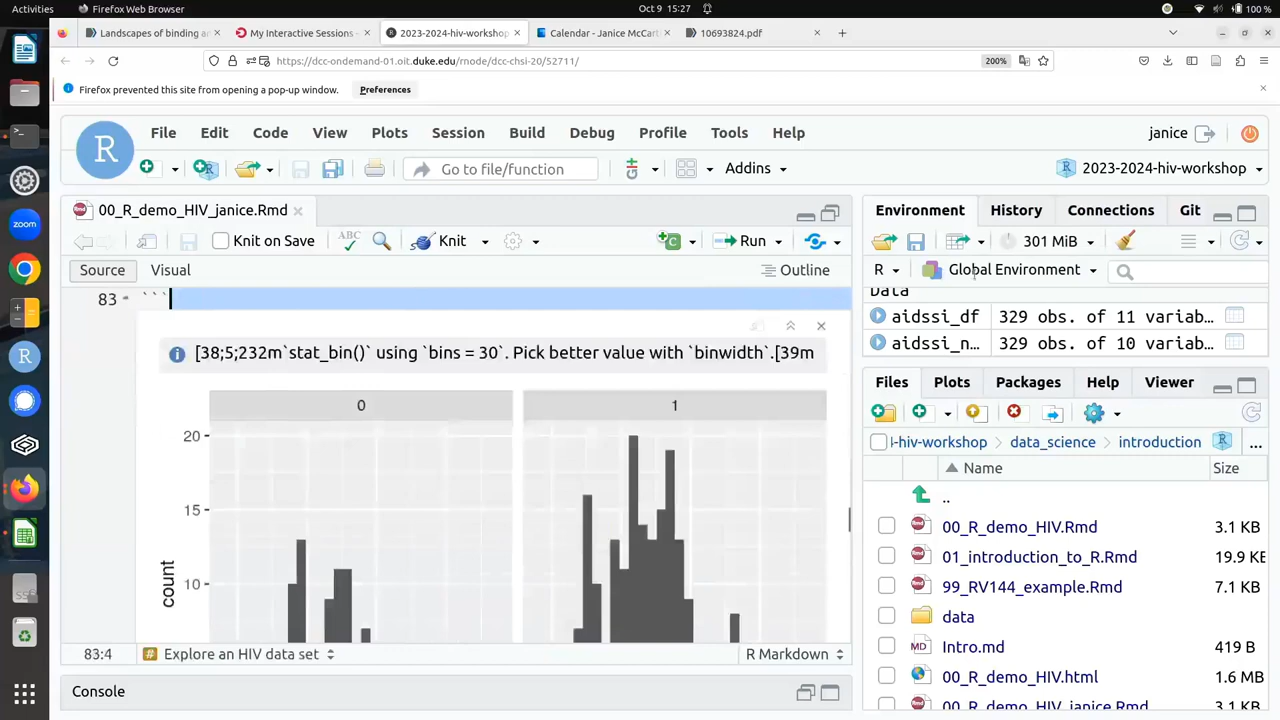 Activities Firefox Web Browser Oct 9 15:27 100 %
Landscapes of binding a My Interactive Sessions - 2023-2024-hiv-workshop Calendar - Janice McCart 10693824.pdf
https://dcc-ondemand-01.oit.duke.edu/rnode/dcc-chsi-20/52711/ 200%
Firefox prevented this site from opening a pop-up window. Preferences
R File Edit Code View Plots Session Build Debug Profile Tools Help janice
Go to file/function Addins 2023-2024-hiv-workshop
00_R_demo_HIV_janice.Rmd
Knit on Save ABC Knit Run
Source Visual Outline
83 ```
[38;5;232m`stat_bin()` using `bins = 30`. Pick better value with `binwidth`.[39m
0 1
20
15
10
count
83:4 Explore an HIV data set R Markdown
Console
Environment History Connections Git
301 MiB
R Global Environment
Data
aidssi_df 329 obs. of 11 variab…
aidssi_n… 329 obs. of 10 variab…
Files Plots Packages Help Viewer
l-hiv-workshop data_science introduction ...
Name Size
..
00_R_demo_HIV.Rmd 3.1 KB
01_introduction_to_R.Rmd 19.9 KE
99_RV144_example.Rmd 7.1 KB
data
Intro.md 419 B
00_R_demo_HIV.html 1.6 MB
00_R_demo_HIV_janice.Rmd 3.1 KB
zoom